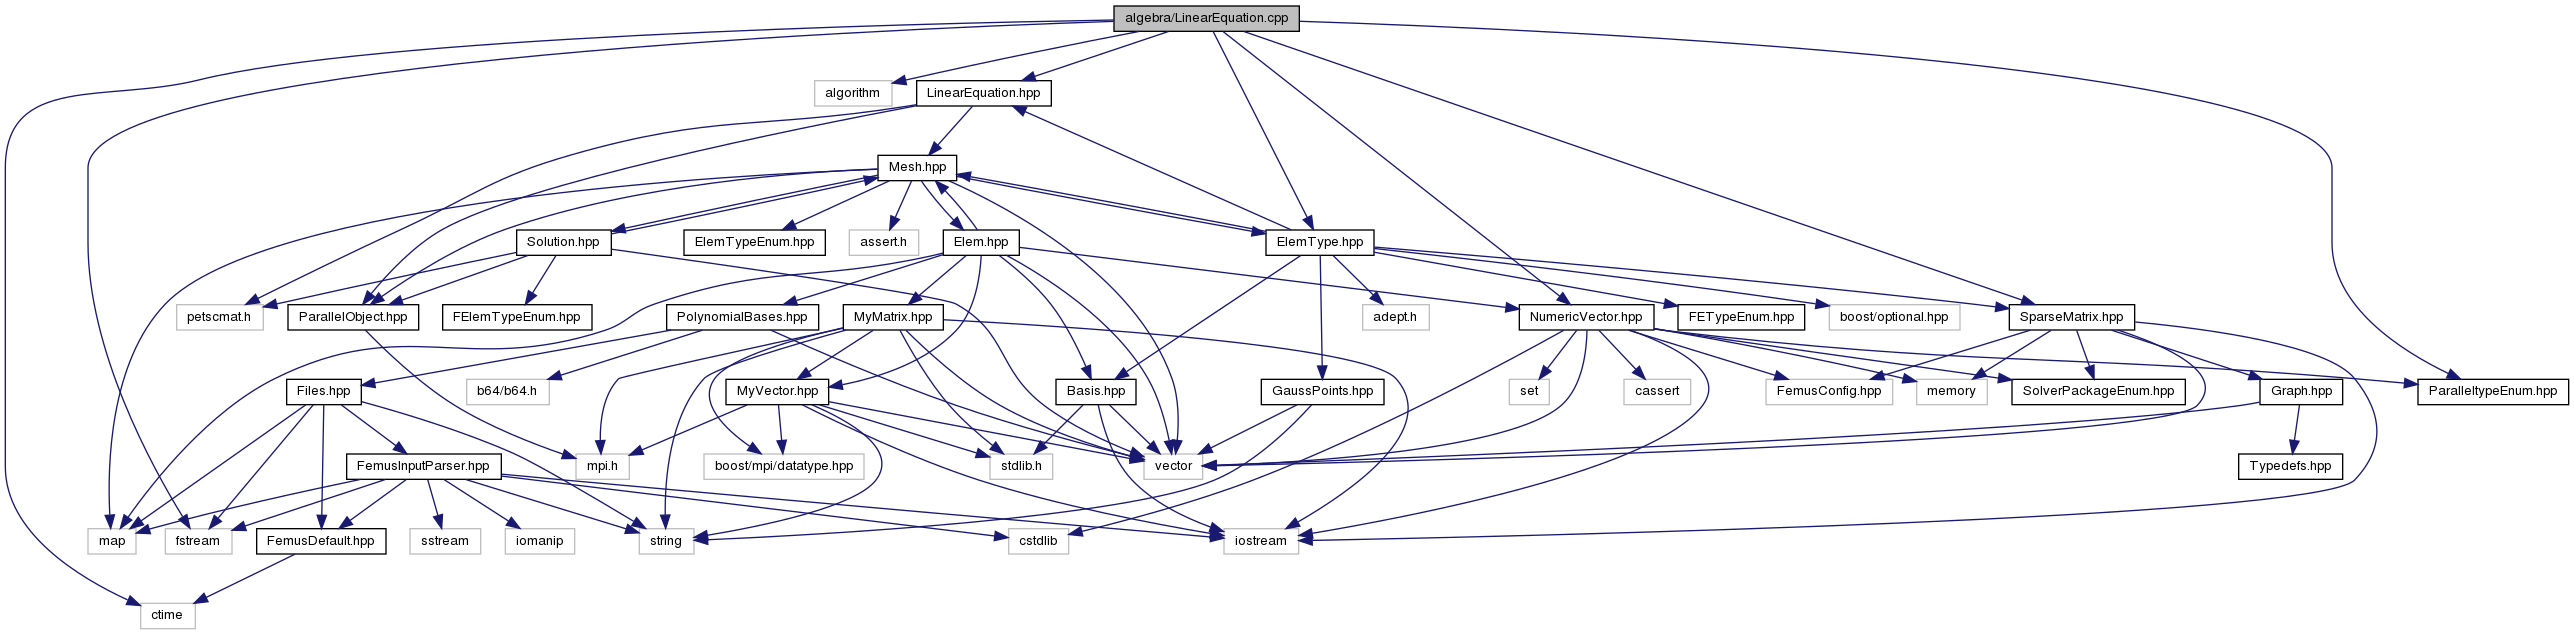 algebra/LinearEquation.cpp
algorithm
LinearEquation.hpp
Mesh.hpp
Solution.hpp
ElemTypeEnum.hpp
assert.h
Elem.hpp
ElemType.hpp
petscmat.h
ParallelObject.hpp
FElemTypeEnum.hpp
PolynomialBases.hpp
MyMatrix.hpp
adept.h
NumericVector.hpp
FETypeEnum.hpp
boost/optional.hpp
SparseMatrix.hpp
Files.hpp
b64/b64.h
MyVector.hpp
Basis.hpp
GaussPoints.hpp
set
cassert
FemusConfig.hpp
memory
SolverPackageEnum.hpp
Graph.hpp
ParalleltypeEnum.hpp
FemusInputParser.hpp
mpi.h
boost/mpi/datatype.hpp
stdlib.h
vector
Typedefs.hpp
map
fstream
FemusDefault.hpp
sstream
iomanip
string
cstdlib
iostream
ctime